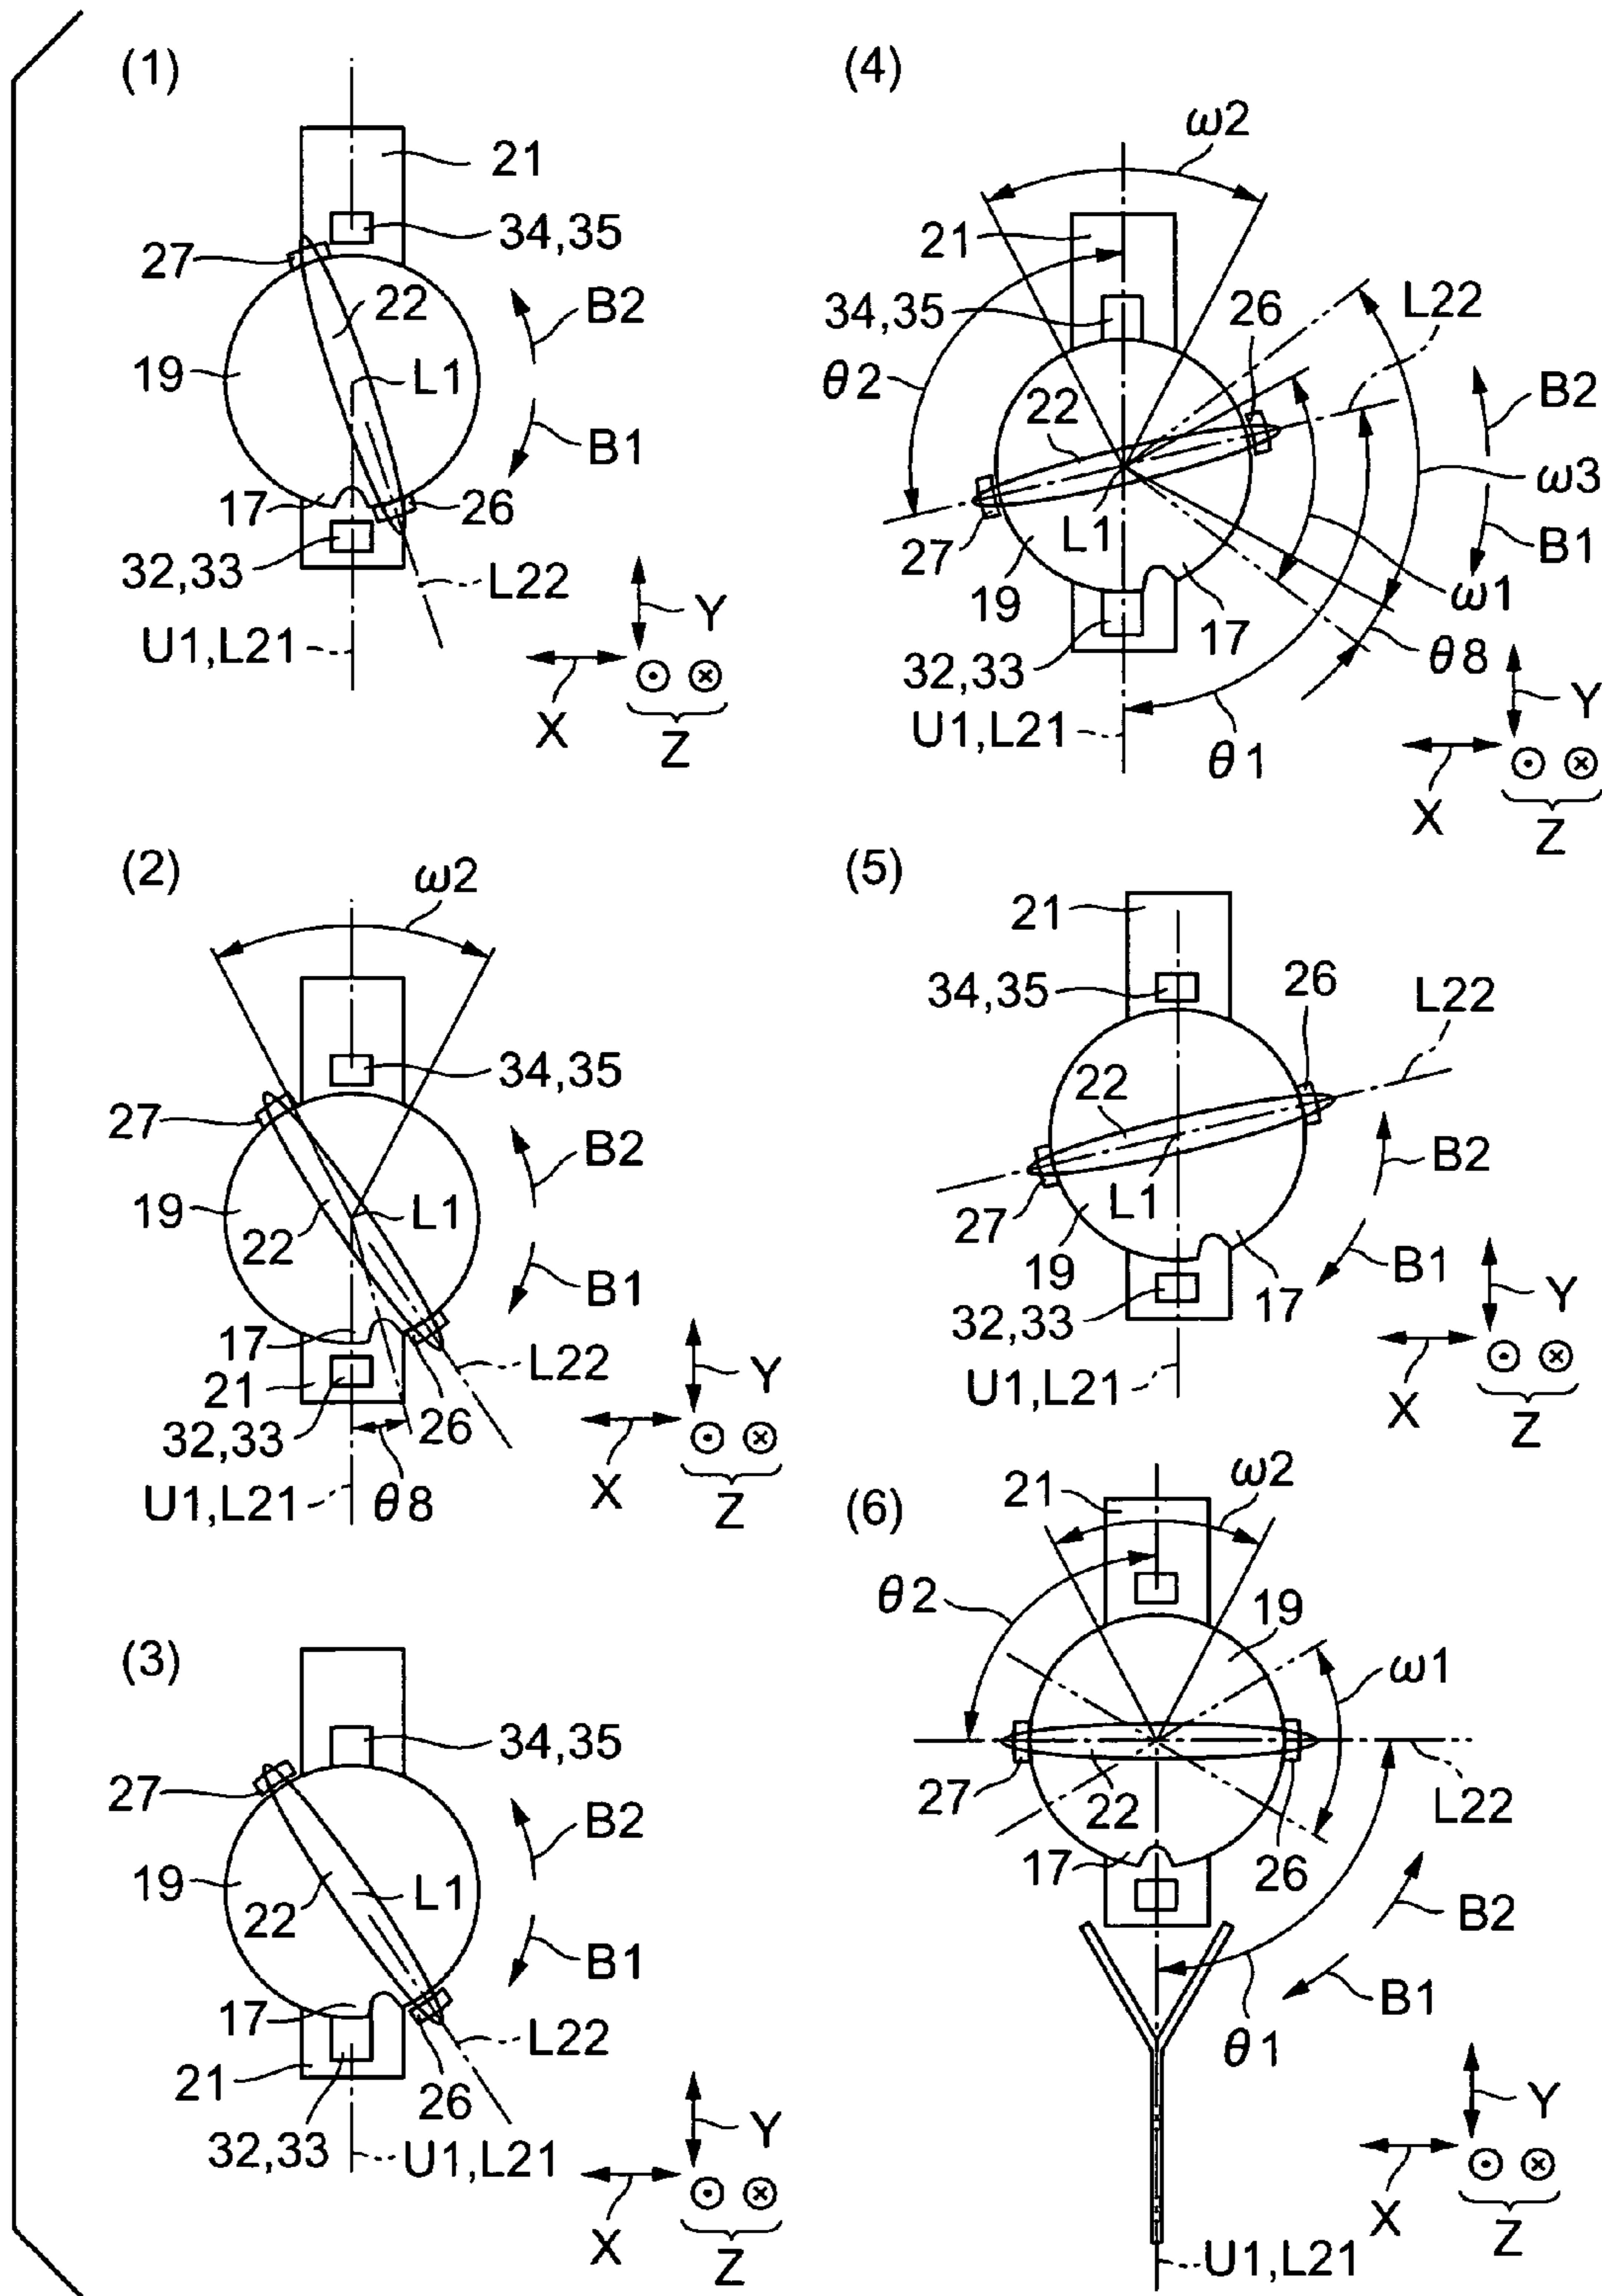 (1)
21
34,35
27
22
B2
19
L1
B1
17
26
32,33
L22
Y
U1,L21
X
Z
(2)
ω2
34,35
27
B2
19
L1
22
B1
17
L22
21
26
32,33
Y
U1,L21
θ8
X
Z
(3)
34,35
27
B2
19
L1
22
B1
17
L22
21
26
32,33
Y
U1,L21
X
Z
(4)
ω2
21
L22
34,35
26
θ2
B2
22
ω3
L1
B1
27
19
ω1
17
θ8
32,33
Y
U1,L21
θ1
X
Z
(5)
21
26
34,35
L22
22
B2
L1
27
19
B1
17
32,33
Y
U1,L21
X
Z
(6)
21
ω2
θ2
19
ω1
27
22
L22
17
26
B2
B1
θ1
Y
X
Z
U1,L21